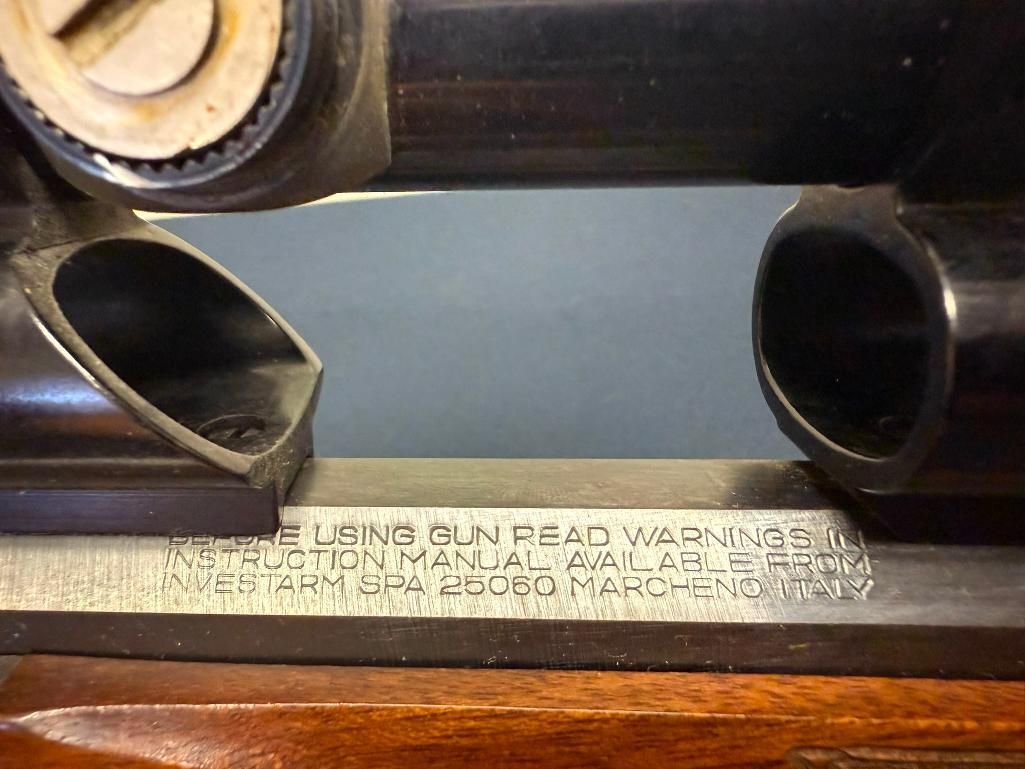 BEFORE USING GUN READ WARNINGS IN
INSTRUCTION MANUAL AVAILABLE FROM
INVESTARM SPA 25060 MARCHENO ITALY